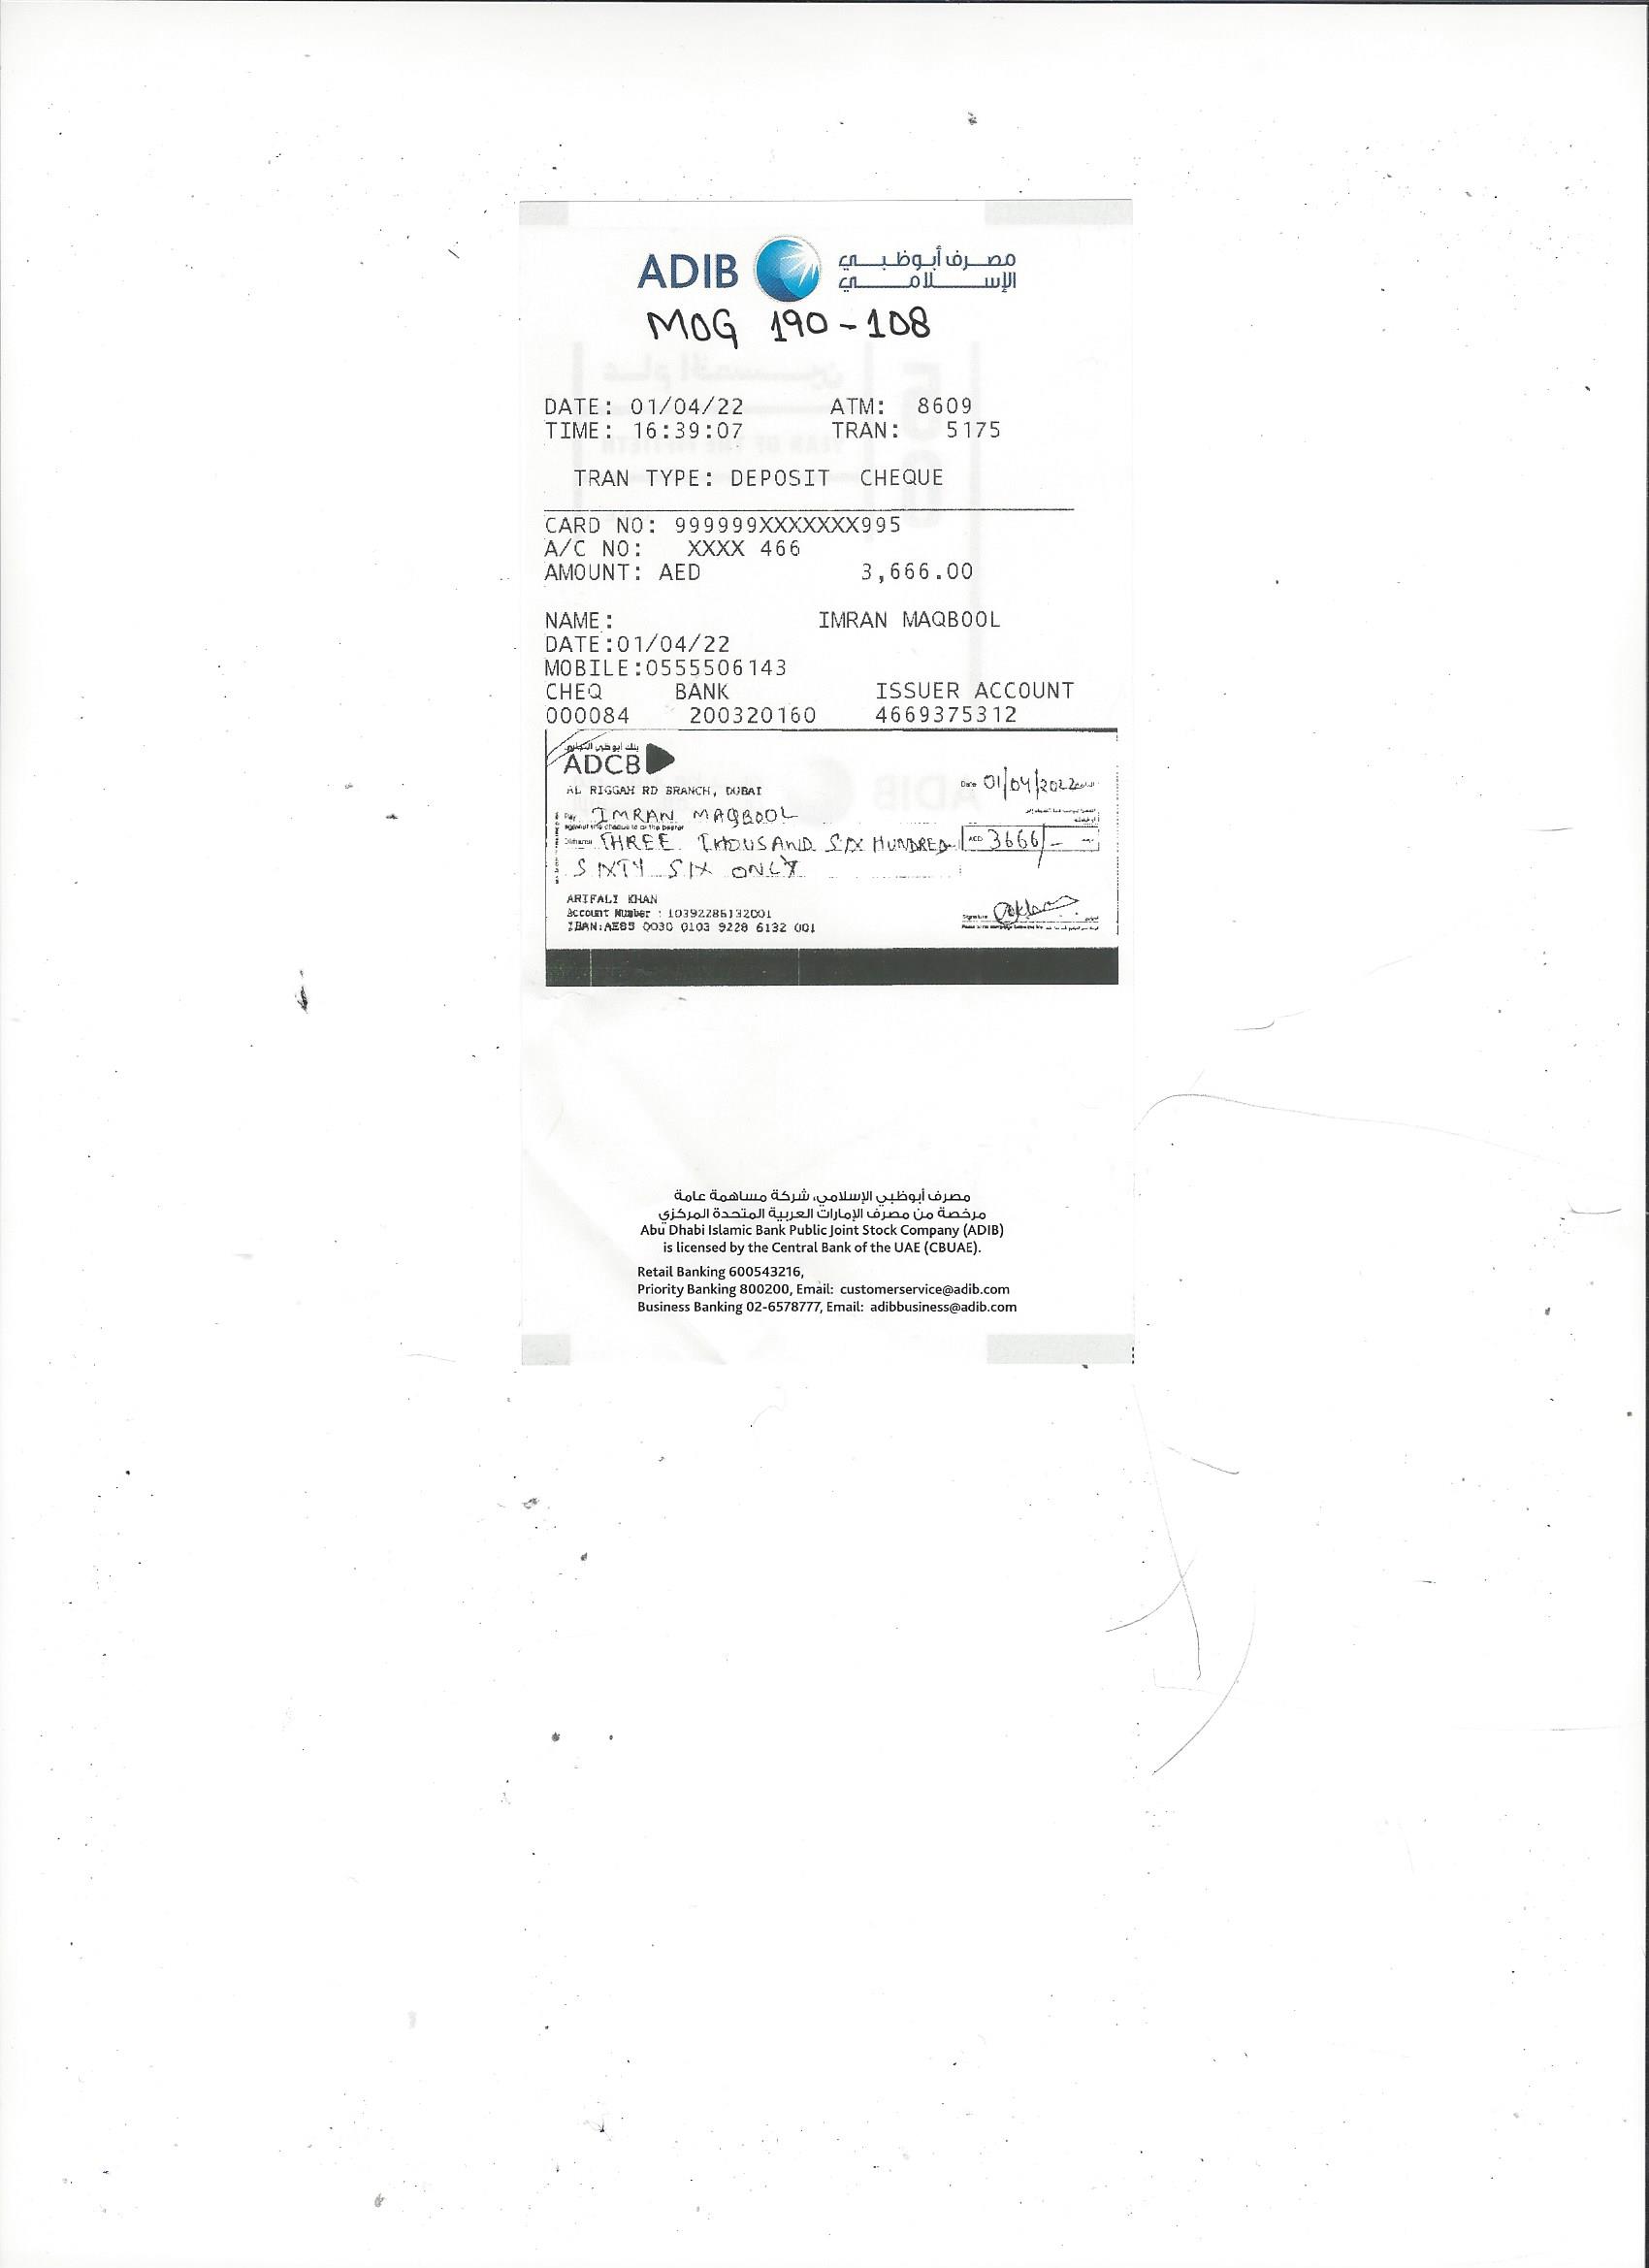 ADIB مصرف أبوظبي
الإسلامي
MOG 190-108
DATE: 01/04/22 ATM: 8609
TIME: 16:39:07 TRAN: 5175
TRAN TYPE: DEPOSIT CHEQUE
CARD NO: 999999XXXXXXX995
A/C NO: XXXX 466
AMOUNT: AED 3,666.00
NAME: IMRAN MAQBOOL
DATE:01/04/22
MOBILE:0555506143
CHEQ BANK ISSUER ACCOUNT
000084 200320160 4669375312
بنك أبوظبي التجاري
ADCB
AL RIGGAH RD BRANCH, DUBAI
Date 01/04/2022
Pay IMRAN MAQBOOL
THREE THOUSAND SIX HUNDRED AED 3666/-
SIXTY SIX ONLY
ARIFALI KHAN
Account Number : 10392286132001
IBAN:AE85 0030 0103 9228 6132 001
Signature
مصرف أبوظبي الإسلامي، شركة مساهمة عامة
مرخصة من مصرف الإمارات العربية المتحدة المركزي
Abu Dhabi Islamic Bank Public Joint Stock Company (ADIB)
is licensed by the Central Bank of the UAE (CBUAE).
Retail Banking 600543216,
Priority Banking 800200, Email: customerservice@adib.com
Business Banking 02-6578777, Email: adibbusiness@adib.com